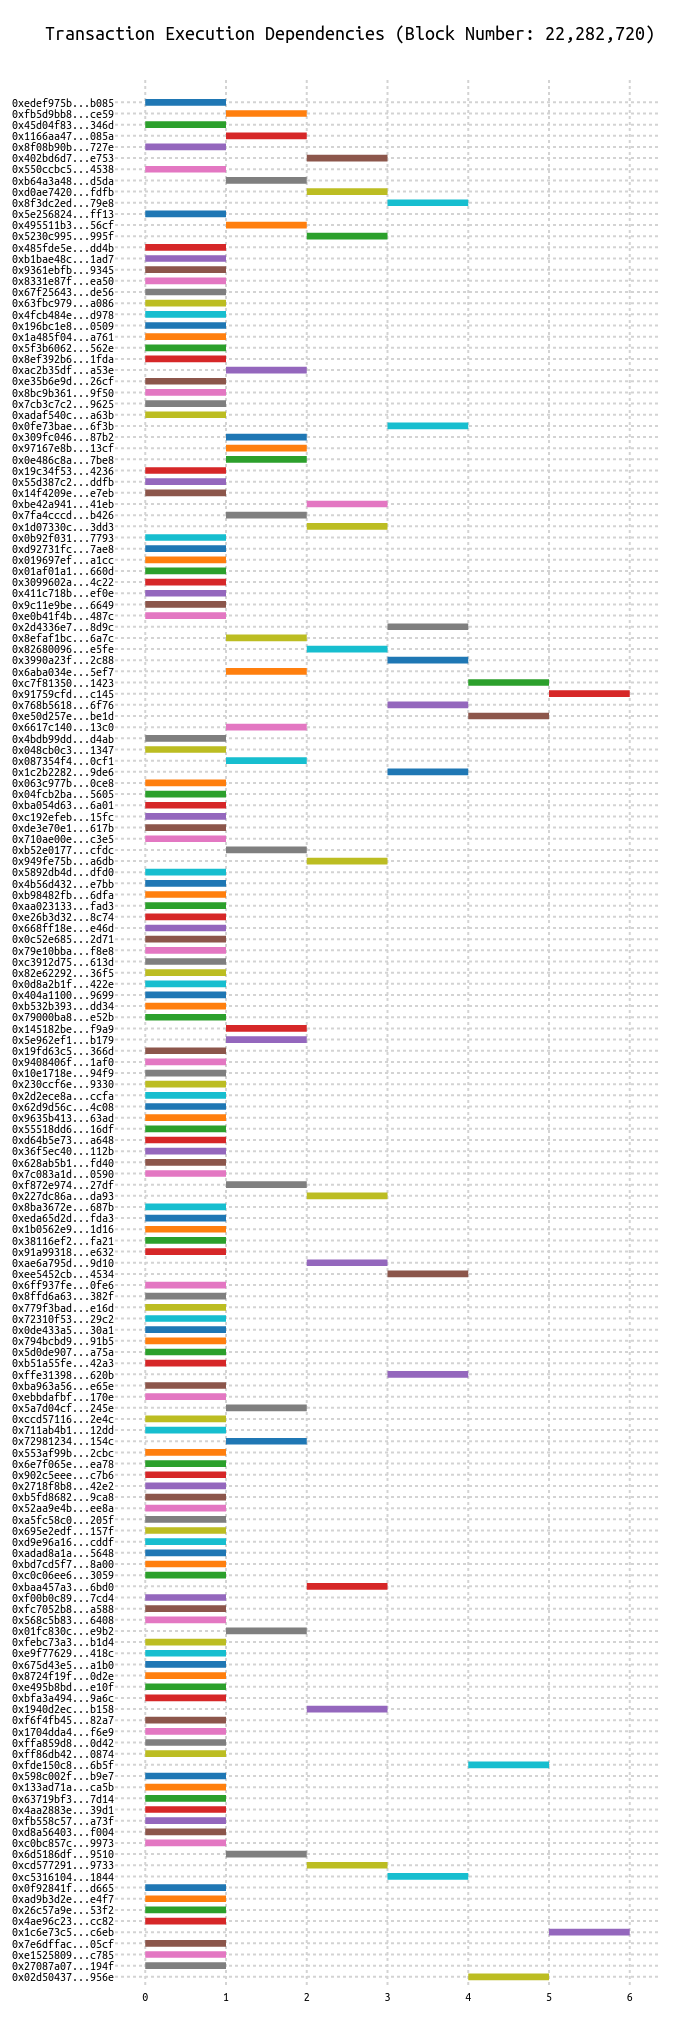 Transaction Execution Dependencies (Block Number: 22,282,720)
0xedef975b...b085
0xfb5d9bb8...ce59
0x45d04f83...346d
0x1166aa47...085a
0x8f08b90b...727e
0x402bd6d7...e753
0x550ccbc5...4538
0xb64a3a48...d5da
0xd0ae7420...fdfb
0x8f3dc2ed...79e8
0x5e256824...ff13
0x495511b3...56cf
0x5230c995...995f
0x485fde5e...dd4b
0xb1bae48c...1ad7
0x9361ebfb...9345
0x8331e87f...ea50
0x67f25643...de56
0x63fbc979...a086
0x4fcb484e...d978
0x196bc1e8...0509
0x1a485f04...a761
0x5f3b6062...562e
0x8ef392b6...1fda
0xac2b35df...a53e
0xe35b6e9d...26cf
0x8bc9b361...9f50
0x7cb3c7c2...9625
0xadaf540c...a63b
0x0fe73bae...6f3b
0x309fc046...87b2
0x97167e8b...13cf
0x0e486c8a...7be8
0x19c34f53...4236
0x55d387c2...ddfb
0x14f4209e...e7eb
0xbe42a941...41eb
0x7fa4cccd...b426
0x1d07330c...3dd3
0x0b92f031...7793
0xd92731fc...7ae8
0x019697ef...a1cc
0x01af01a1...660d
0x3099602a...4c22
0x411c718b...ef0e
0x9c11e9be...6649
0xe0b41f4b...487c
0x2d4336e7...8d9c
0x8efaf1bc...6a7c
0x82680096...e5fe
0x3990a23f...2c88
0x6aba034e...5ef7
0xc7f81350...1423
0x91759cfd...c145
0x768b5618...6f76
0xe50d257e...be1d
0x6617c140...13c0
0x4bdb99dd...d4ab
0x048cb0c3...1347
0x087354f4...0cf1
0x1c2b2282...9de6
0x063c977b...0ce8
0x04fcb2ba...5605
0xba054d63...6a01
0xc192efeb...15fc
0xde3e70e1...617b
0x710ae00e...c3e5
0xb52e0177...cfdc
0x949fe75b...a6db
0x5892db4d...dfd0
0x4b56d432...e7bb
0xb98482fb...6dfa
0xaa023133...fad3
0xe26b3d32...8c74
0x668ff18e...e46d
0x0c52e685...2d71
0x79e10bba...f8e8
0xc3912d75...613d
0x82e62292...36f5
0x0d8a2b1f...422e
0x404a1100...9699
0xb532b393...dd34
0x79000ba8...e52b
0x145182be...f9a9
0x5e962ef1...b179
0x19fd63c5...366d
0x9408406f...1af0
0x10e1718e...94f9
0x230ccf6e...9330
0x2d2ece8a...ccfa
0x62d9d56c...4c08
0x9635b413...63ad
0x55518dd6...16df
0xd64b5e73...a648
0x36f5ec40...112b
0x628ab5b1...fd40
0x7c083a1d...0590
0xf872e974...27df
0x227dc86a...da93
0x8ba3672e...687b
0xeda65d2d...fda3
0x1b0562e9...1d16
0x38116ef2...fa21
0x91a99318...e632
0xae6a795d...9d10
0xee5452cb...4534
0x6ff937fe...0fe6
0x8ffd6a63...382f
0x779f3bad...e16d
0x72310f53...29c2
0x0de433a5...30a1
0x794bcbd9...91b5
0x5d0de907...a75a
0xb51a55fe...42a3
0xffe31398...620b
0xba963a56...e65e
0xebbdafbf...170e
0x5a7d04cf...245e
0xccd57116...2e4c
0x711ab4b1...12dd
0x72981234...154c
0x553af99b...2cbc
0x6e7f065e...ea78
0x902c5eee...c7b6
0x2718f8b8...42e2
0xb5fd8682...9ca8
0x52aa9e4b...ee8a
0xa5fc58c0...205f
0x695e2edf...157f
0xd9e96a16...cddf
0xadad8a1a...5648
0xbd7cd5f7...8a00
0xc0c06ee6...3059
0xbaa457a3...6bd0
0xf00b0c89...7cd4
0xfc7052b8...a588
0x568c5b83...6408
0x01fc830c...e9b2
0xfebc73a3...b1d4
0xe9f77629...418c
0x675d43e5...a1b0
0x8724f19f...0d2e
0xe495b8bd...e10f
0xbfa3a494...9a6c
0x1940d2ec...b158
0xf6f4fb45...82a7
0x1704dda4...f6e9
0xffa859d8...0d42
0xff86db42...0874
0xfde150c8...6b5f
0x598c002f...b9e7
0x133ad71a...ca5b
0x63719bf3...7d14
0x4aa2883e...39d1
0xfb558c57...a73f
0xd8a56403...f004
0xc0bc857c...9973
0x6d5186df...9510
0xcd577291...9733
0xc5316104...1844
0x0f92841f...d665
0xad9b3d2e...e4f7
0x26c57a9e...53f2
0x4ae96c23...cc82
0x1c6e73c5...c6eb
0x7e6dffac...05cf
0xe1525809...c785
0x27087a07...194f
0x02d50437...956e
0 1 2 3 4 5 6